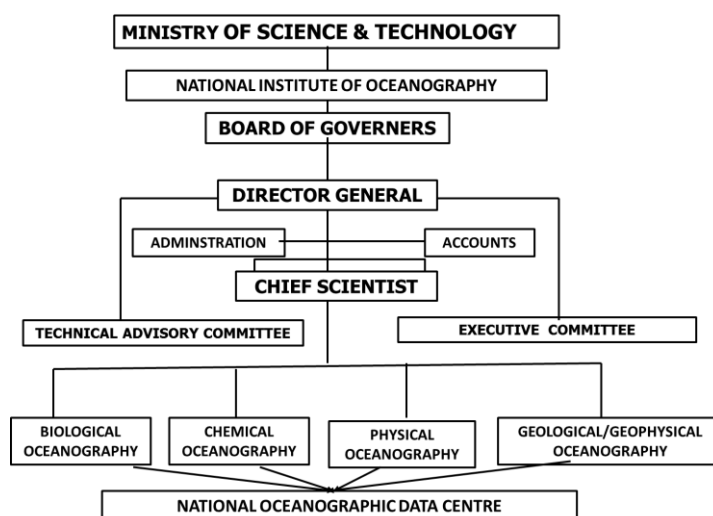 MINISTRY OF SCIENCE & TECHNOLOGY
NATIONAL INSTITUTE OF OCEANOGRAPHY
BOARD OF GOVERNERS
DIRECTOR GENERAL
ADMINSTRATION
ACCOUNTS
CHIEF SCIENTIST
TECHNICAL ADVISORY COMMITTEE
EXECUTIVE COMMITTEE
BIOLOGICAL
OCEANOGRAPHY
CHEMICAL
OCEANOGRAPHY
PHYSICAL
OCEANOGRAPHY
GEOLOGICAL/GEOPHYSICAL
OCEANOGRAPHY
NATIONAL OCEANOGRAPHIC DATA CENTRE